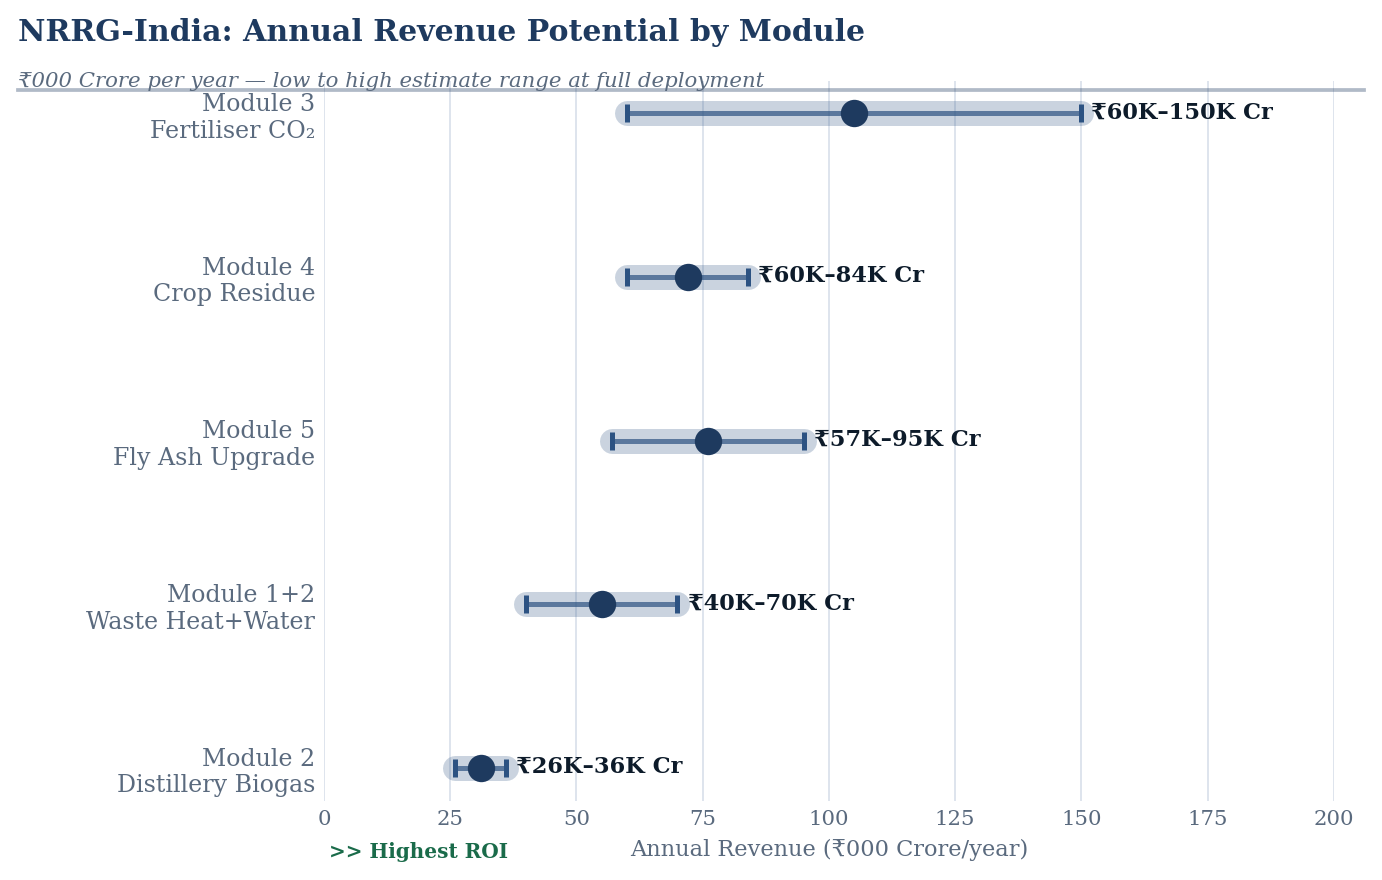 NRRG-India: Annual Revenue Potential by Module
₹000 Crore per year — low to high estimate range at full deployment
Module 3
Fertiliser CO₂
₹60K–150K Cr
Module 4
Crop Residue
₹60K–84K Cr
Module 5
Fly Ash Upgrade
₹57K–95K Cr
Module 1+2
Waste Heat+Water
₹40K–70K Cr
Module 2
Distillery Biogas
₹26K–36K Cr
0 25 50 75 100 125 150 175 200
>> Highest ROI
Annual Revenue (₹000 Crore/year)